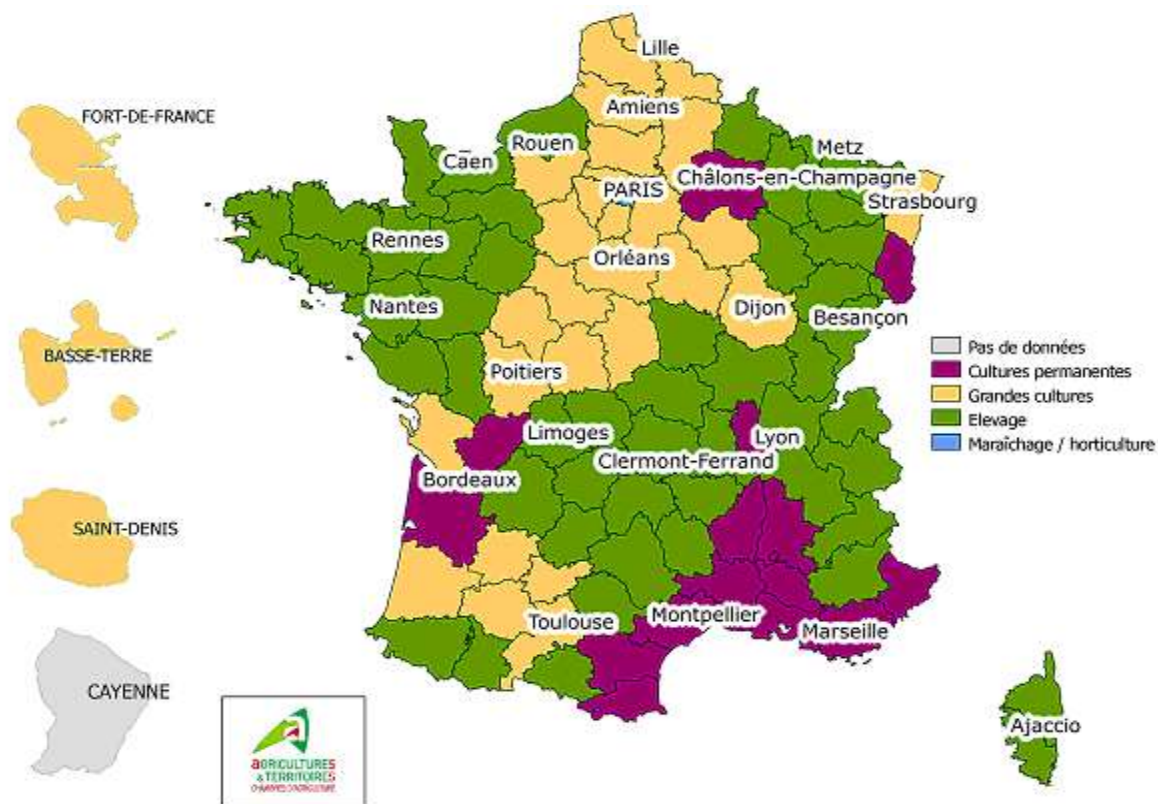 Lille
Amiens
FORT-DE-FRANCE
Rouen
Caen
Metz
Châlons-en-Champagne
PARIS
Strasbourg
Rennes
Orléans
Nantes
Dijon
Besançon
BASSE-TERRE
Pas de données
Cultures permanentes
Grandes cultures
Elevage
Maraîchage / horticulture
Poitiers
Limoges
Lyon
Clermont-Ferrand
Bordeaux
SAINT-DENIS
Toulouse
Montpellier
Marseille
CAYENNE
Ajaccio
AGRICULTURES
& TERRITOIRES
CHAMBRES D'AGRICULTURE